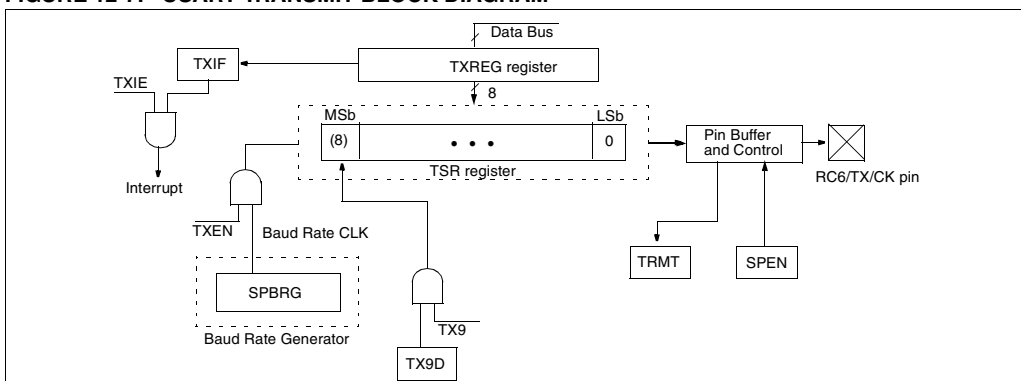 FIGURE 12-1: USART TRANSMIT BLOCK DIAGRAM
Data Bus
TXIF
TXREG register
TXIE
8
MSb
LSb
(8)
• • •
0
Pin Buffer
and Control
TSR register
Interrupt
RC6/TX/CK pin
TXEN
Baud Rate CLK
TRMT
SPEN
SPBRG
TX9
Baud Rate Generator
TX9D